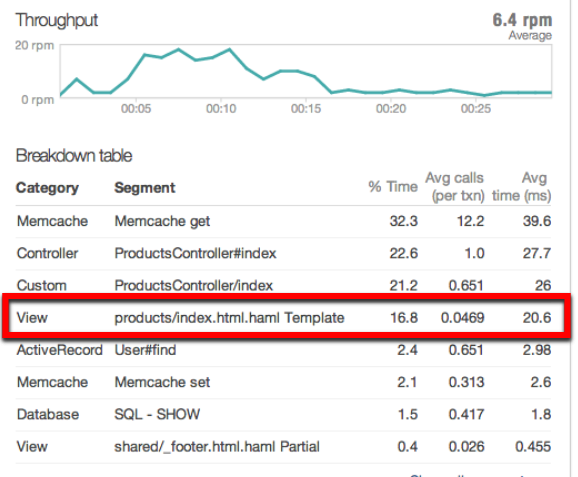 Throughput 6.4 rpm
Average
20 rpm
0 rpm
00:05 00:10 00:15 00:20 00:25
Breakdown table
Category Segment % Time Avg calls (per txn) Avg time (ms)
Memcache Memcache get 32.3 12.2 39.6
Controller ProductsController#index 22.6 1.0 27.7
Custom ProductsController/index 21.2 0.651 26
View products/index.html.haml Template 16.8 0.0469 20.6
ActiveRecord User#find 2.4 0.651 2.98
Memcache Memcache set 2.1 0.313 2.6
Database SQL - SHOW 1.5 0.417 1.8
View shared/_footer.html.haml Partial 0.4 0.026 0.455